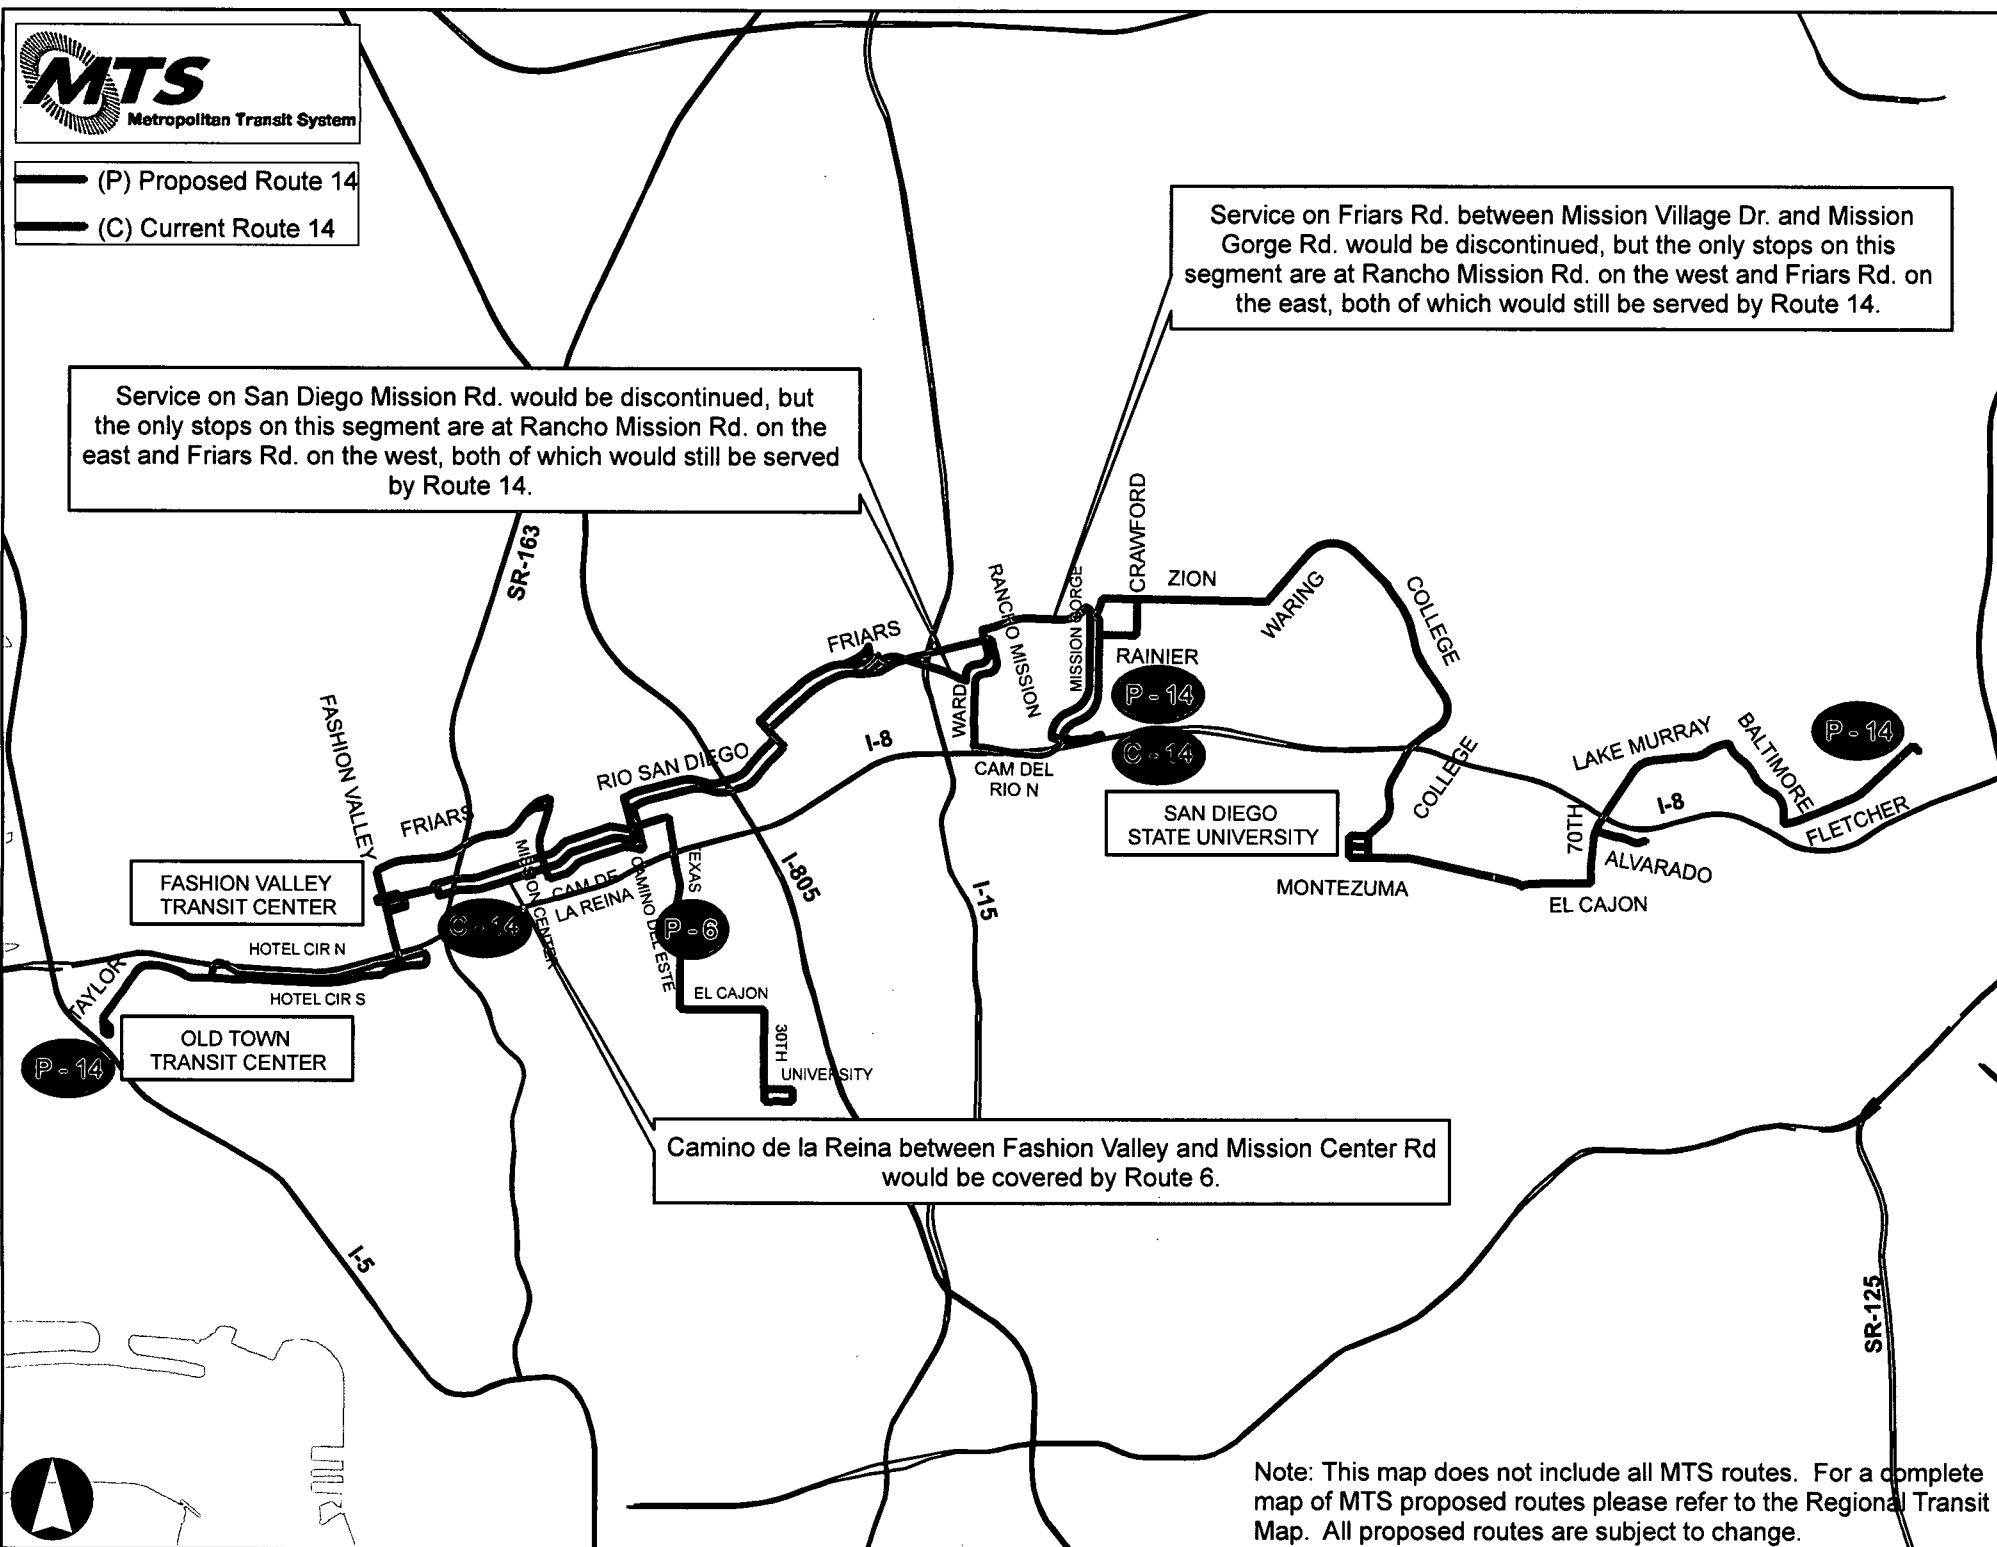 MTS
Metropolitan Transit System
(P) Proposed Route 14
(C) Current Route 14
Service on Friars Rd. between Mission Village Dr. and Mission
Gorge Rd. would be discontinued, but the only stops on this
segment are at Rancho Mission Rd. on the west and Friars Rd. on
the east, both of which would still be served by Route 14.
Service on San Diego Mission Rd. would be discontinued, but
the only stops on this segment are at Rancho Mission Rd. on the
east and Friars Rd. on the west, both of which would still be served
by Route 14.
SR-163
CRAWFORD
ZION
WARING
COLLEGE
RANCHO MISSION
MISSION GORGE
FRIARS
RAINIER
P - 14
WARD
C - 14
I-8
CAM DEL
RIO N
FASHION VALLEY
RIO SAN DIEGO
FRIARS
COLLEGE
LAKE MURRAY
BALTIMORE
P - 14
I-8
FLETCHER
70TH
ALVARADO
SAN DIEGO
STATE UNIVERSITY
MONTEZUMA
EL CAJON
FASHION VALLEY
TRANSIT CENTER
MISSION CENTER
CAM DE
LA REINA
CAMINO DEL ESTE
TEXAS
I-805
I-15
C - 14
P - 6
HOTEL CIR N
HOTEL CIR S
TAYLOR
EL CAJON
30TH
UNIVERSITY
OLD TOWN
TRANSIT CENTER
P - 14
Camino de la Reina between Fashion Valley and Mission Center Rd
would be covered by Route 6.
I-5
SR-125
Note: This map does not include all MTS routes. For a complete
map of MTS proposed routes please refer to the Regional Transit
Map. All proposed routes are subject to change.